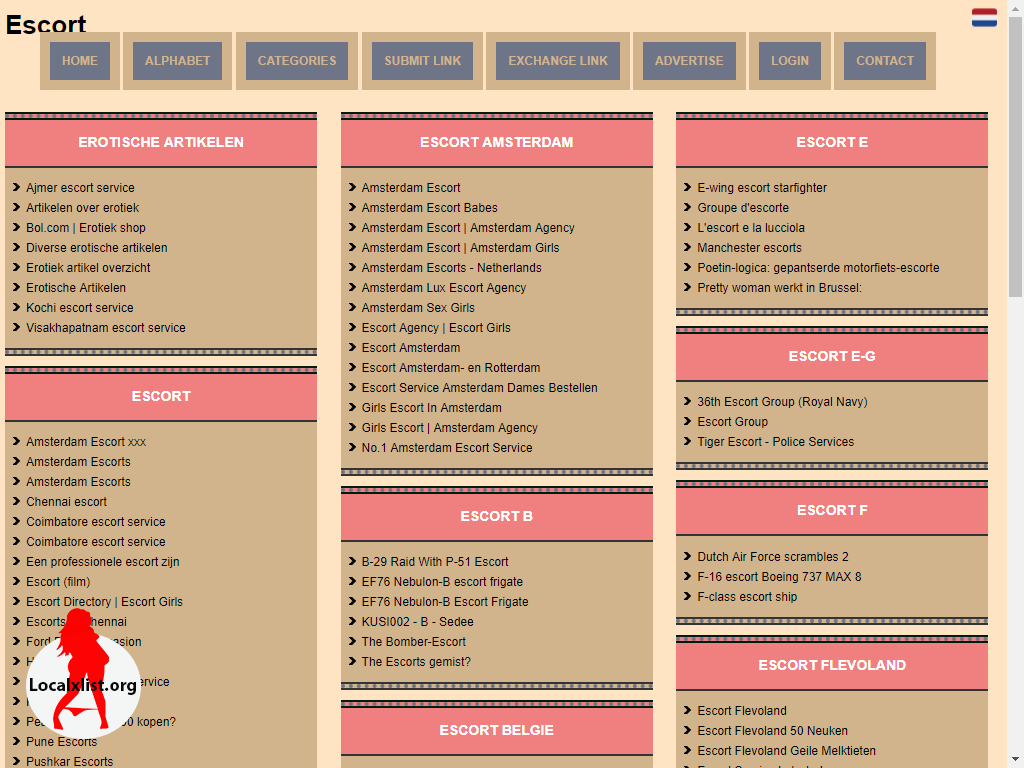 Escort
HOME
ALPHABET
CATEGORIES
SUBMIT LINK
EXCHANGE LINK
ADVERTISE
LOGIN
CONTACT
EROTISCHE ARTIKELEN
Ajmer escort service
Artikelen over erotiek
Bol.com | Erotiek shop
Diverse erotische artikelen
Erotiek artikel overzicht
Erotische Artikelen
Kochi escort service
Visakhapatnam escort service
ESCORT
Amsterdam Escort xxx
Amsterdam Escorts
Amsterdam Escorts
Chennai escort
Coimbatore escort service
Coimbatore escort service
Een professionele escort zijn
Escort (film)
Escort Directory | Escort Girls
Escorts
Ford
kopen?
Pune Escorts
Pushkar Escorts
Localxlist.org
ESCORT AMSTERDAM
Amsterdam Escort
Amsterdam Escort Babes
Amsterdam Escort | Amsterdam Agency
Amsterdam Escort | Amsterdam Girls
Amsterdam Escorts - Netherlands
Amsterdam Lux Escort Agency
Amsterdam Sex Girls
Escort Agency | Escort Girls
Escort Amsterdam
Escort Amsterdam- en Rotterdam
Escort Service Amsterdam Dames Bestellen
Girls Escort In Amsterdam
Girls Escort | Amsterdam Agency
No.1 Amsterdam Escort Service
ESCORT B
B-29 Raid With P-51 Escort
EF76 Nebulon-B escort frigate
EF76 Nebulon-B Escort Frigate
KUSI002 - B - Sedee
The Bomber-Escort
The Escorts gemist?
ESCORT BELGIE
ESCORT E
E-wing escort starfighter
Groupe d'escorte
L'escort e la lucciola
Manchester escorts
Poetin-logica: gepantserde motorfiets-escorte
Pretty woman werkt in Brussel:
ESCORT E-G
36th Escort Group (Royal Navy)
Escort Group
Tiger Escort - Police Services
ESCORT F
Dutch Air Force scrambles 2
F-16 escort Boeing 737 MAX 8
F-class escort ship
ESCORT FLEVOLAND
Escort Flevoland
Escort Flevoland 50 Neuken
Escort Flevoland Geile Melktieten